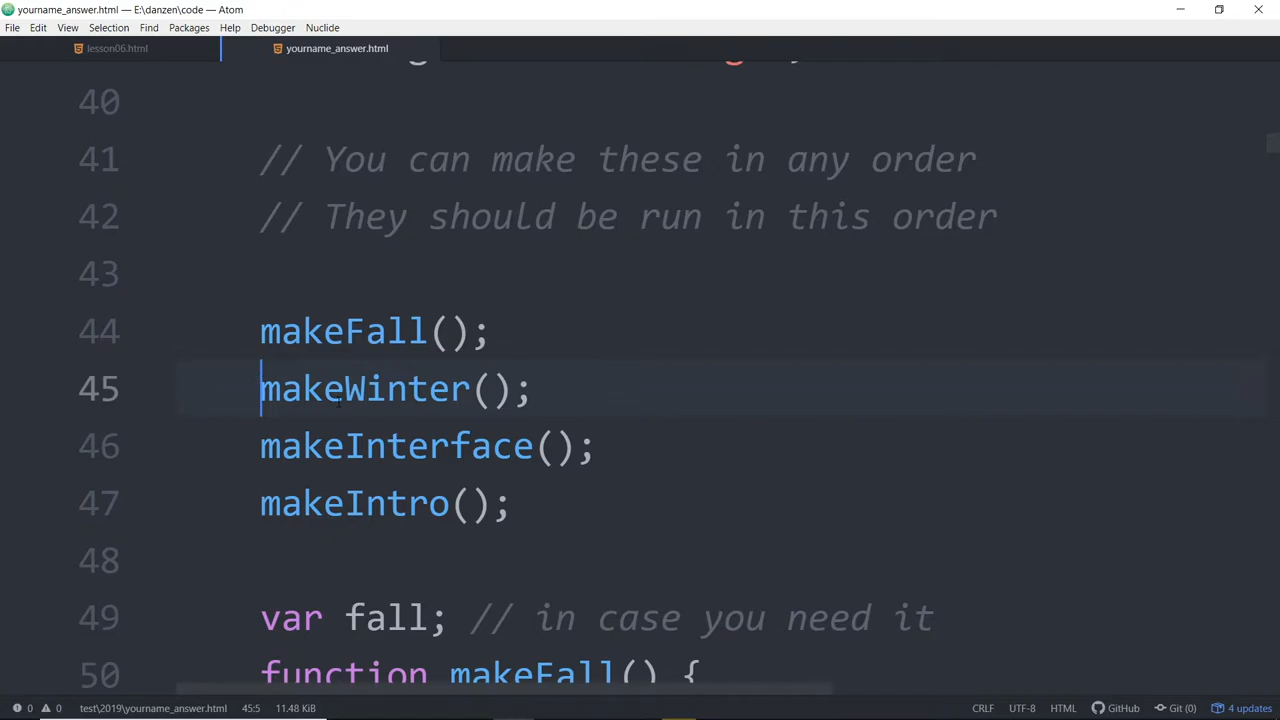 yourname_answer.html — E:\danzen\code — Atom
File Edit View Selection Find Packages Help Debugger Nuclide
lesson06.html yourname_answer.html
40
41 // You can make these in any order
42 // They should be run in this order
43
44 makeFall();
45 makeWinter();
46 makeInterface();
47 makeIntro();
48
49 var fall; // in case you need it
50 function makeFall() {
0 0 test\2019\yourname_answer.html 45:5 11.48 KiB CRLF UTF-8 HTML GitHub Git (0) 4 updates